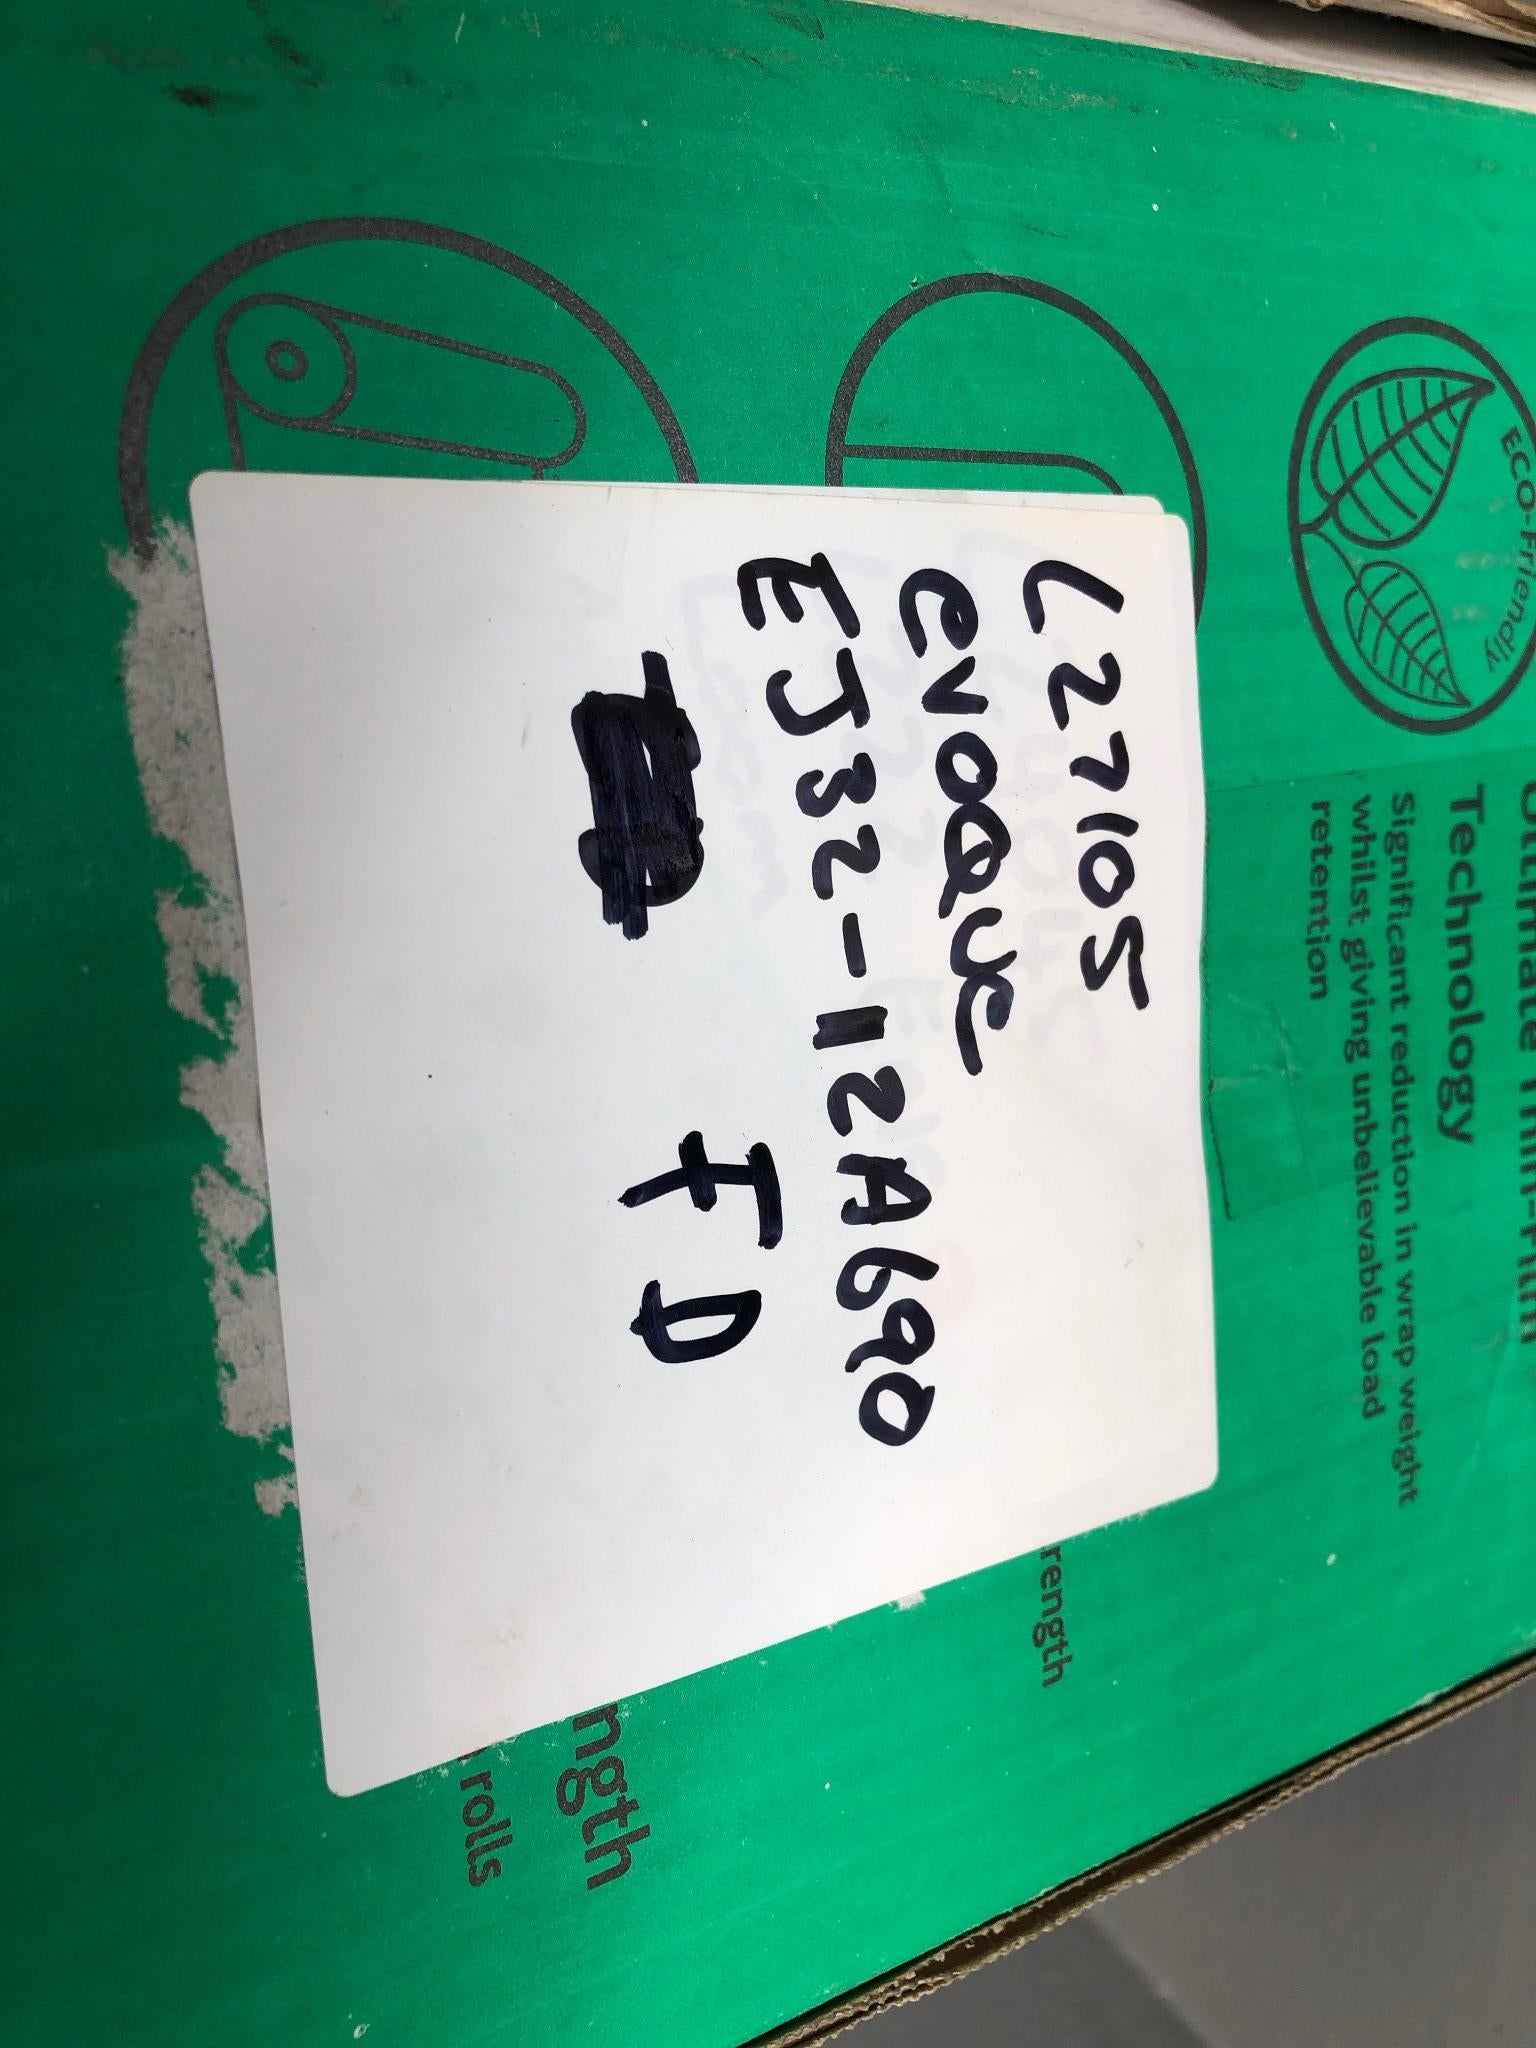 L27105
evoque
EJ32-12A690
FD
ECO-Friendly
Technology
Significant reduction in wrap weight
whilst giving unbelievable load
retention
rength
ngth
rolls